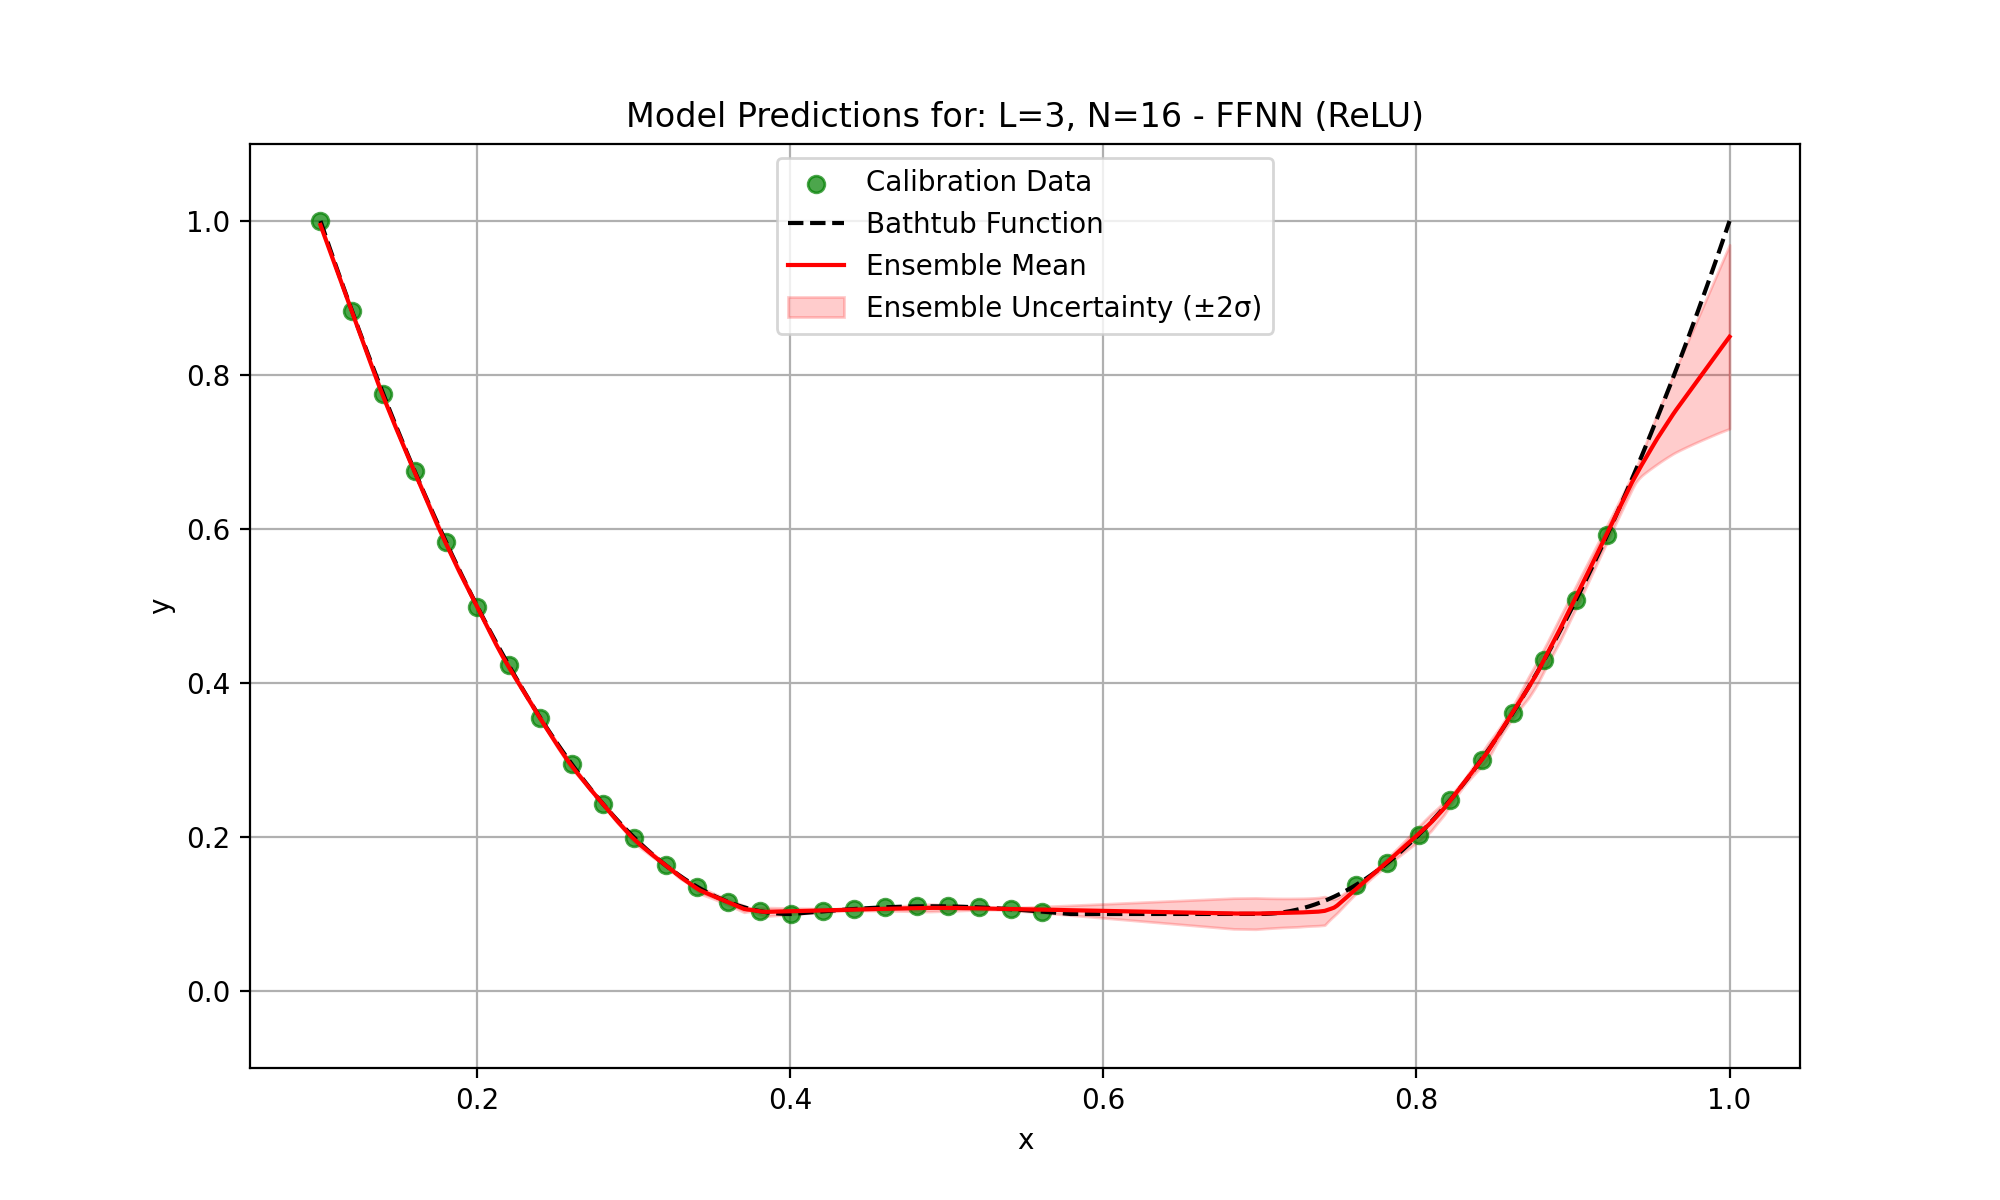 Model Predictions for: L=3, N=16 - FFNN (ReLU)
Calibration Data
Bathtub Function
Ensemble Mean
Ensemble Uncertainty (±2σ)
1.0
0.8
0.6
0.4
0.2
0.0
y
0.2
0.4
0.6
0.8
1.0
x